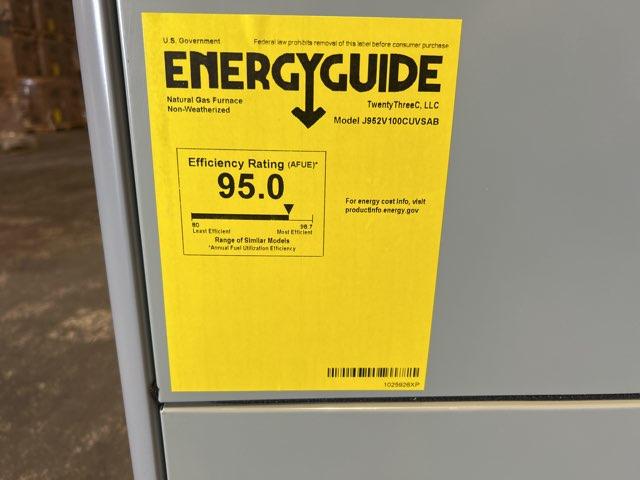 U.S. Government Federal law prohibits removal of this label before consumer purchase
ENERGYGUIDE
Natural Gas Furnace
Non-Weatherized
TwentyThreeC, LLC
Model J952V100CUVSAB
Efficiency Rating (AFUE)*
95.0
80 98.7
Least Efficient Most Efficient
Range of Similar Models
*Annual Fuel Utilization Efficiency
For energy cost info, visit
productinfo.energy.gov
1025926XP